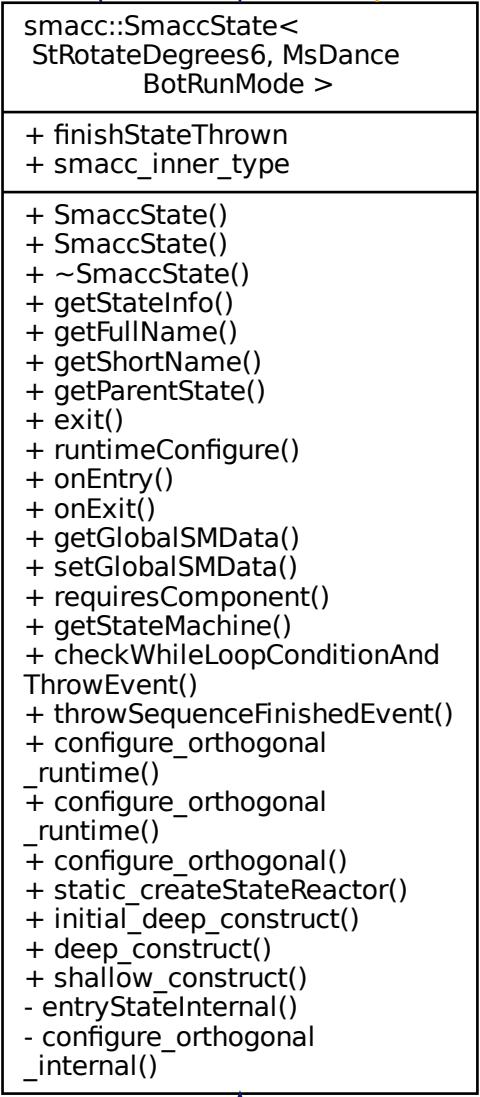 smacc::SmaccState<
StRotateDegrees6, MsDance
BotRunMode >
+ finishStateThrown
+ smacc_inner_type
+ SmaccState()
+ SmaccState()
+ ~SmaccState()
+ getStateInfo()
+ getFullName()
+ getShortName()
+ getParentState()
+ exit()
+ runtimeConfigure()
+ onEntry()
+ onExit()
+ getGlobalSMData()
+ setGlobalSMData()
+ requiresComponent()
+ getStateMachine()
+ checkWhileLoopConditionAnd
ThrowEvent()
+ throwSequenceFinishedEvent()
+ configure_orthogonal
_runtime()
+ configure_orthogonal
_runtime()
+ configure_orthogonal()
+ static_createStateReactor()
+ initial_deep_construct()
+ deep_construct()
+ shallow_construct()
- entryStateInternal()
- configure_orthogonal
_internal()